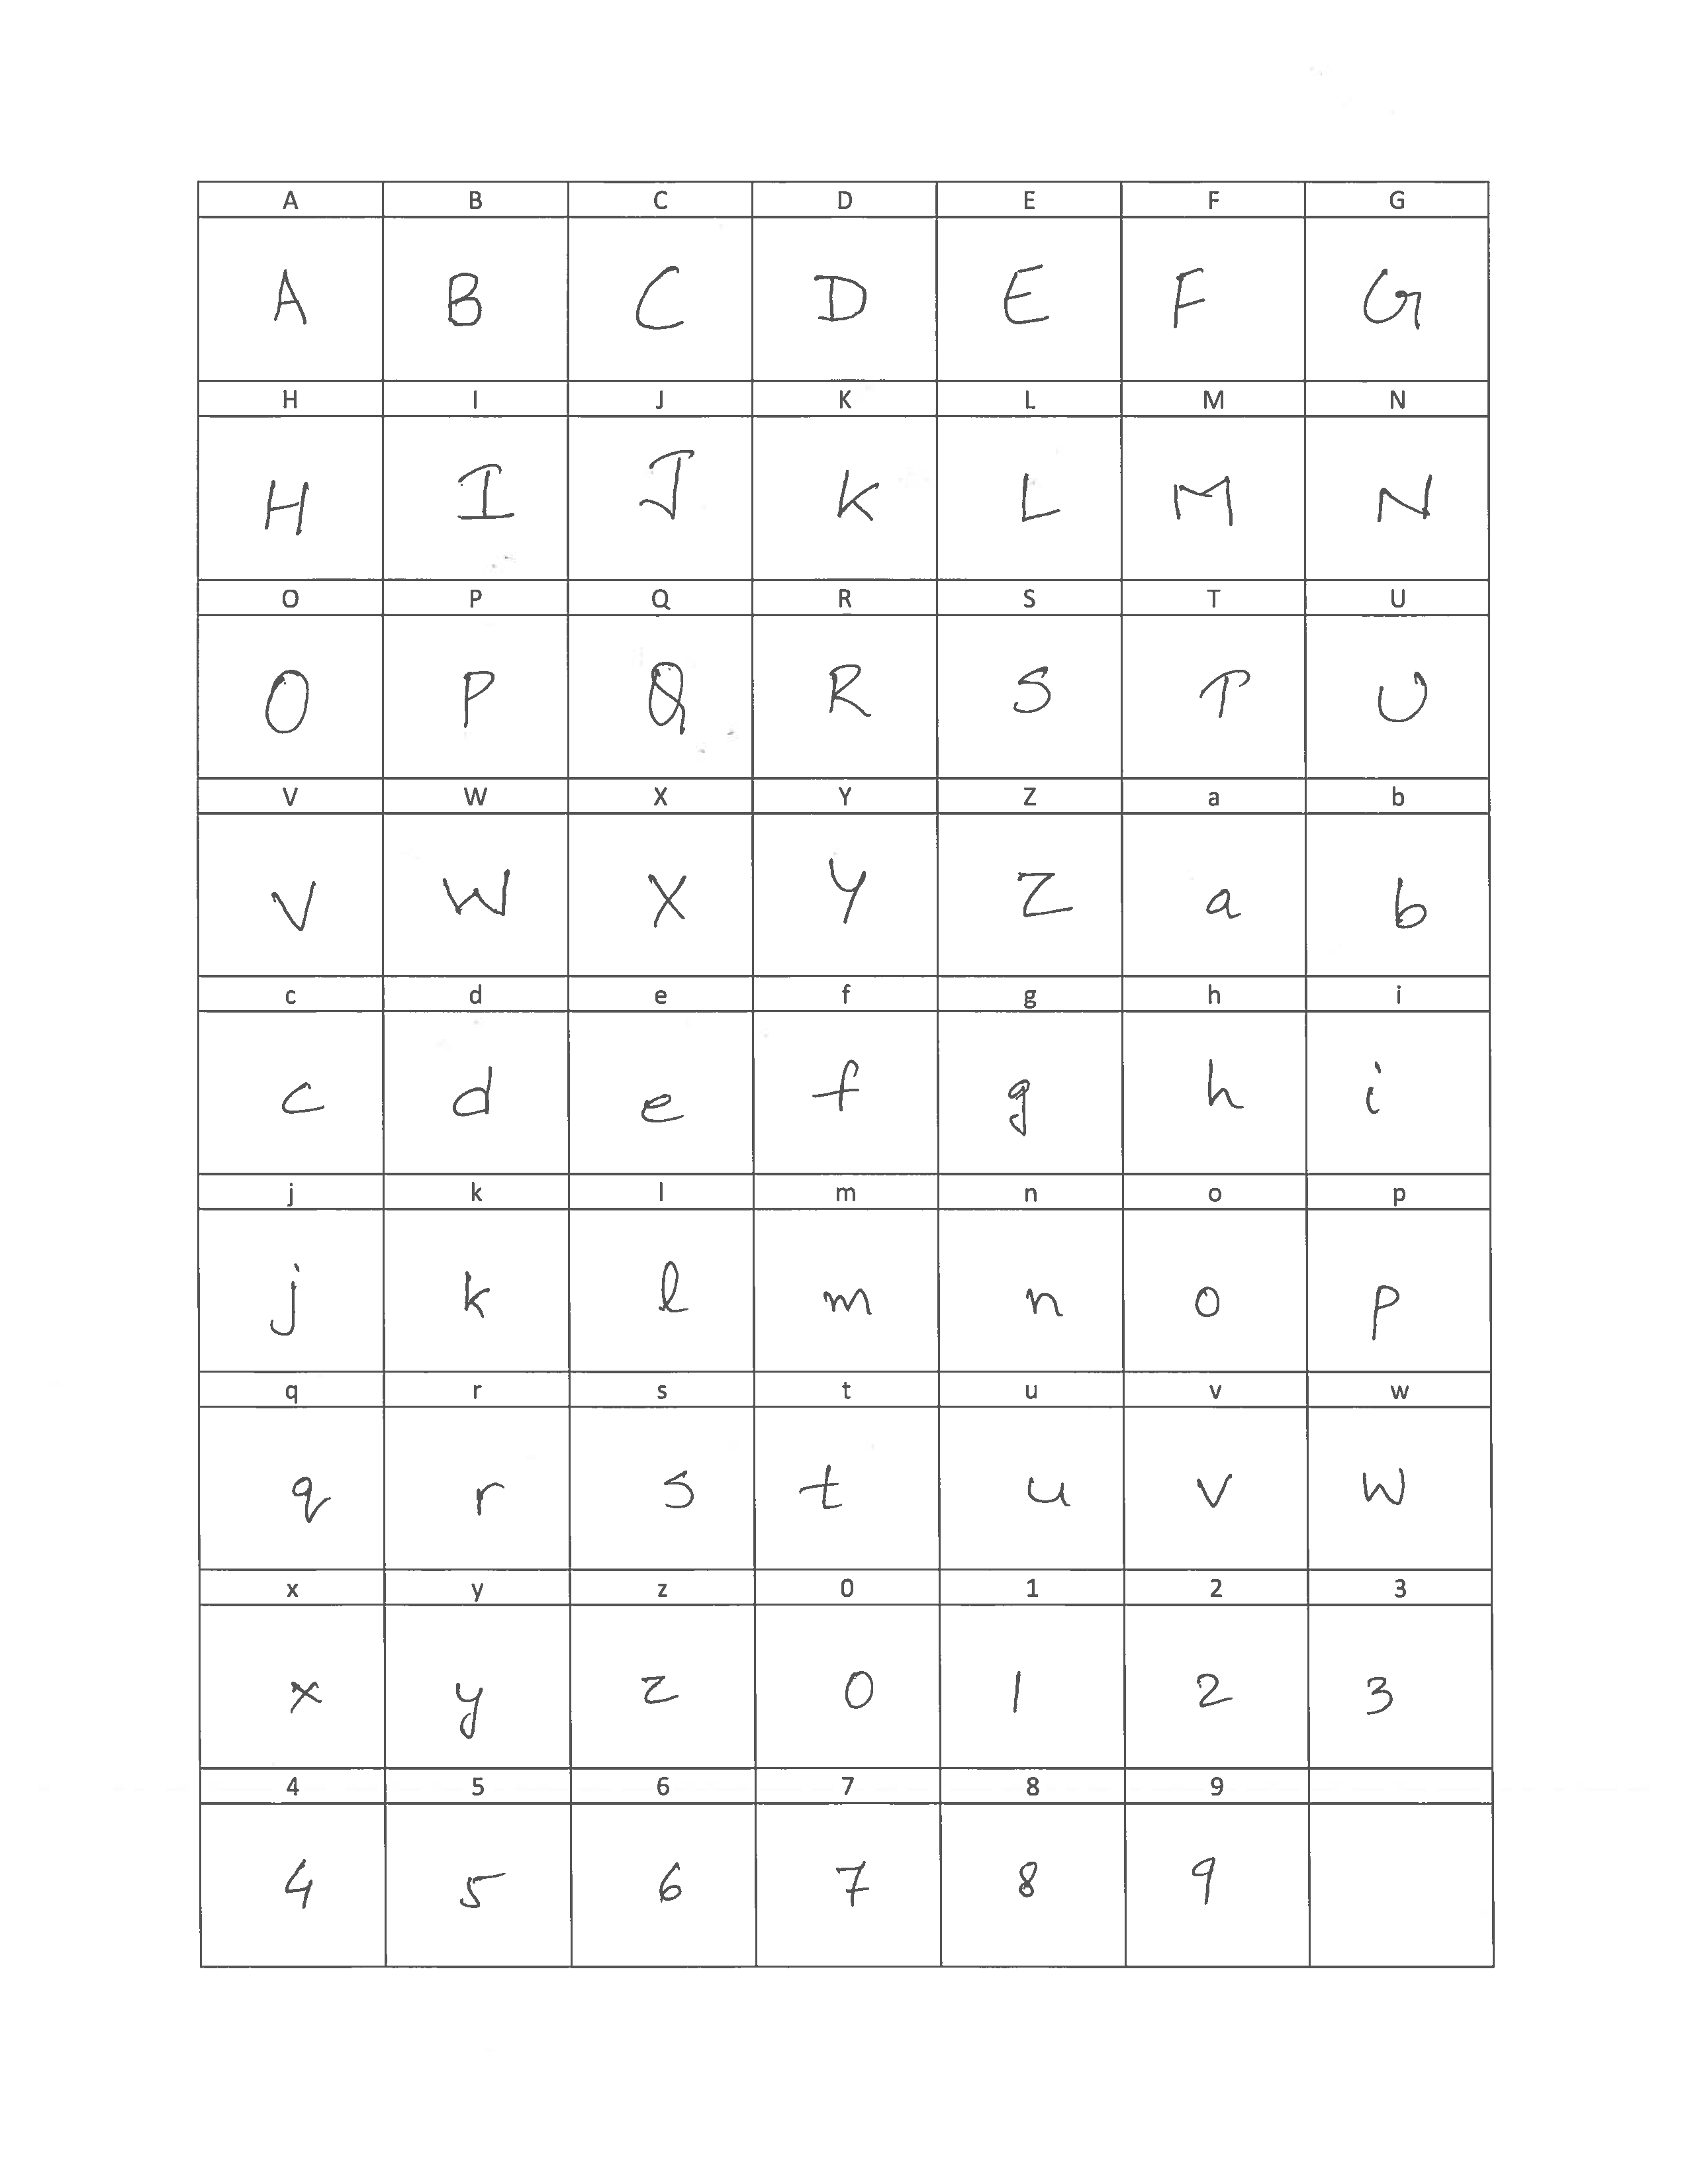 A B C D E F G
A B C D E F G
H I J K L M N
H I J K L M N
O P Q R S T U
O P Q R S T U
V W X Y Z a b
V W X Y Z a b
c d e f g h i
c d e f g h i
j k l m n o p
j k l m n o p
q r s t u v w
q r s t u v w
x y z 0 1 2 3
x y z 0 1 2 3
4 5 6 7 8 9
4 5 6 7 8 9